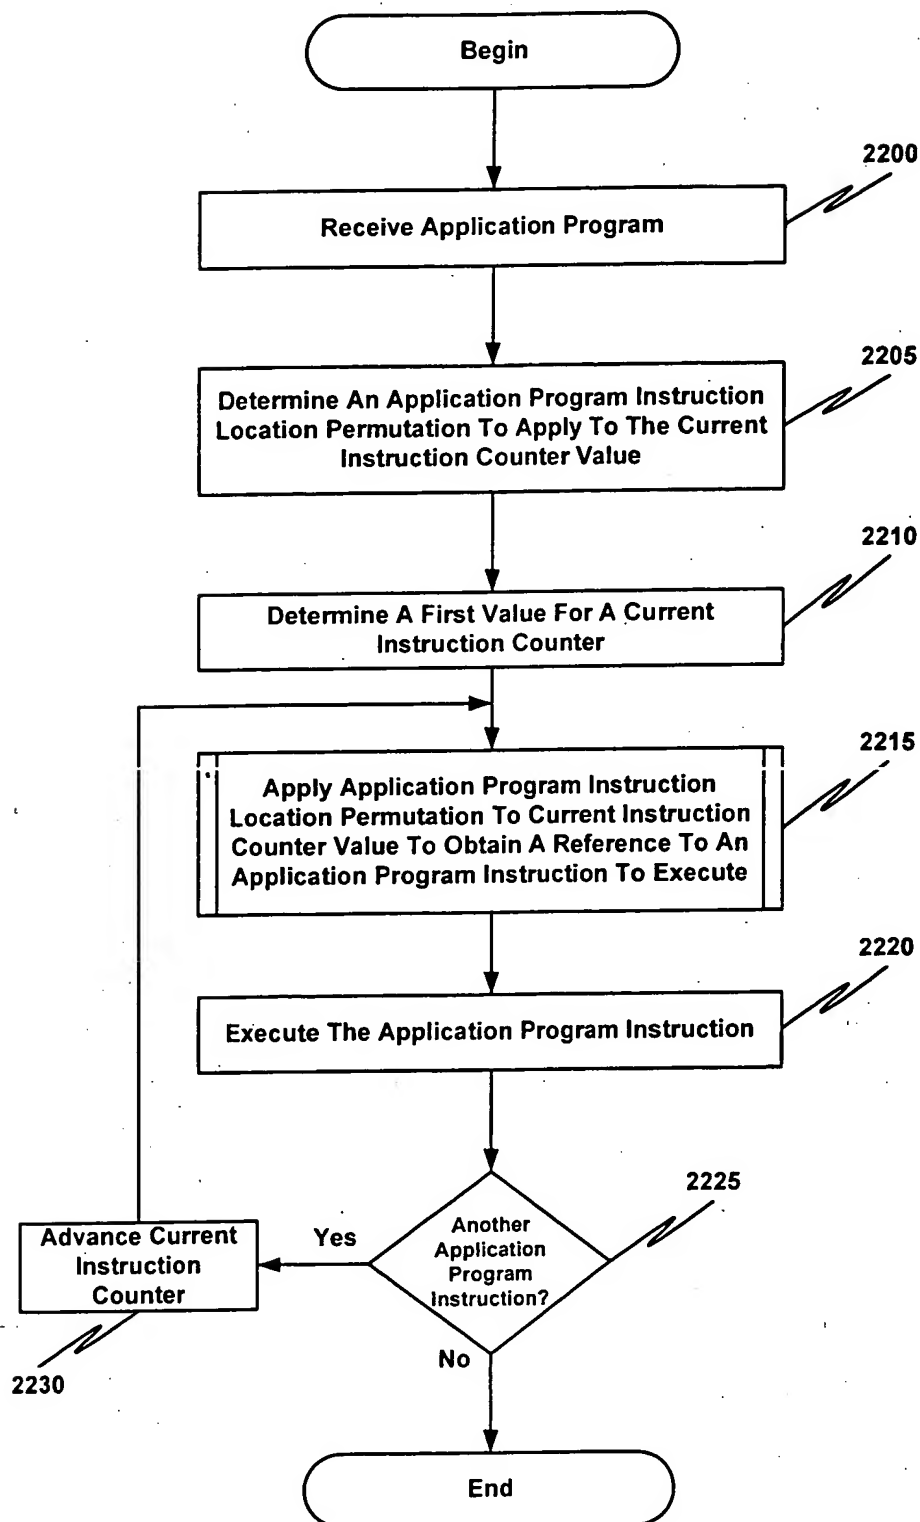 Begin
2200
Receive Application Program
2205
Determine An Application Program Instruction
Location Permutation To Apply To The Current
Instruction Counter Value
2210
Determine A First Value For A Current
Instruction Counter
2215
Apply Application Program Instruction
Location Permutation To Current Instruction
Counter Value To Obtain A Reference To An
Application Program Instruction To Execute
2220
Execute The Application Program Instruction
2225
Another
Application
Program
Instruction?
Yes
Advance Current
Instruction
Counter
2230
No
End